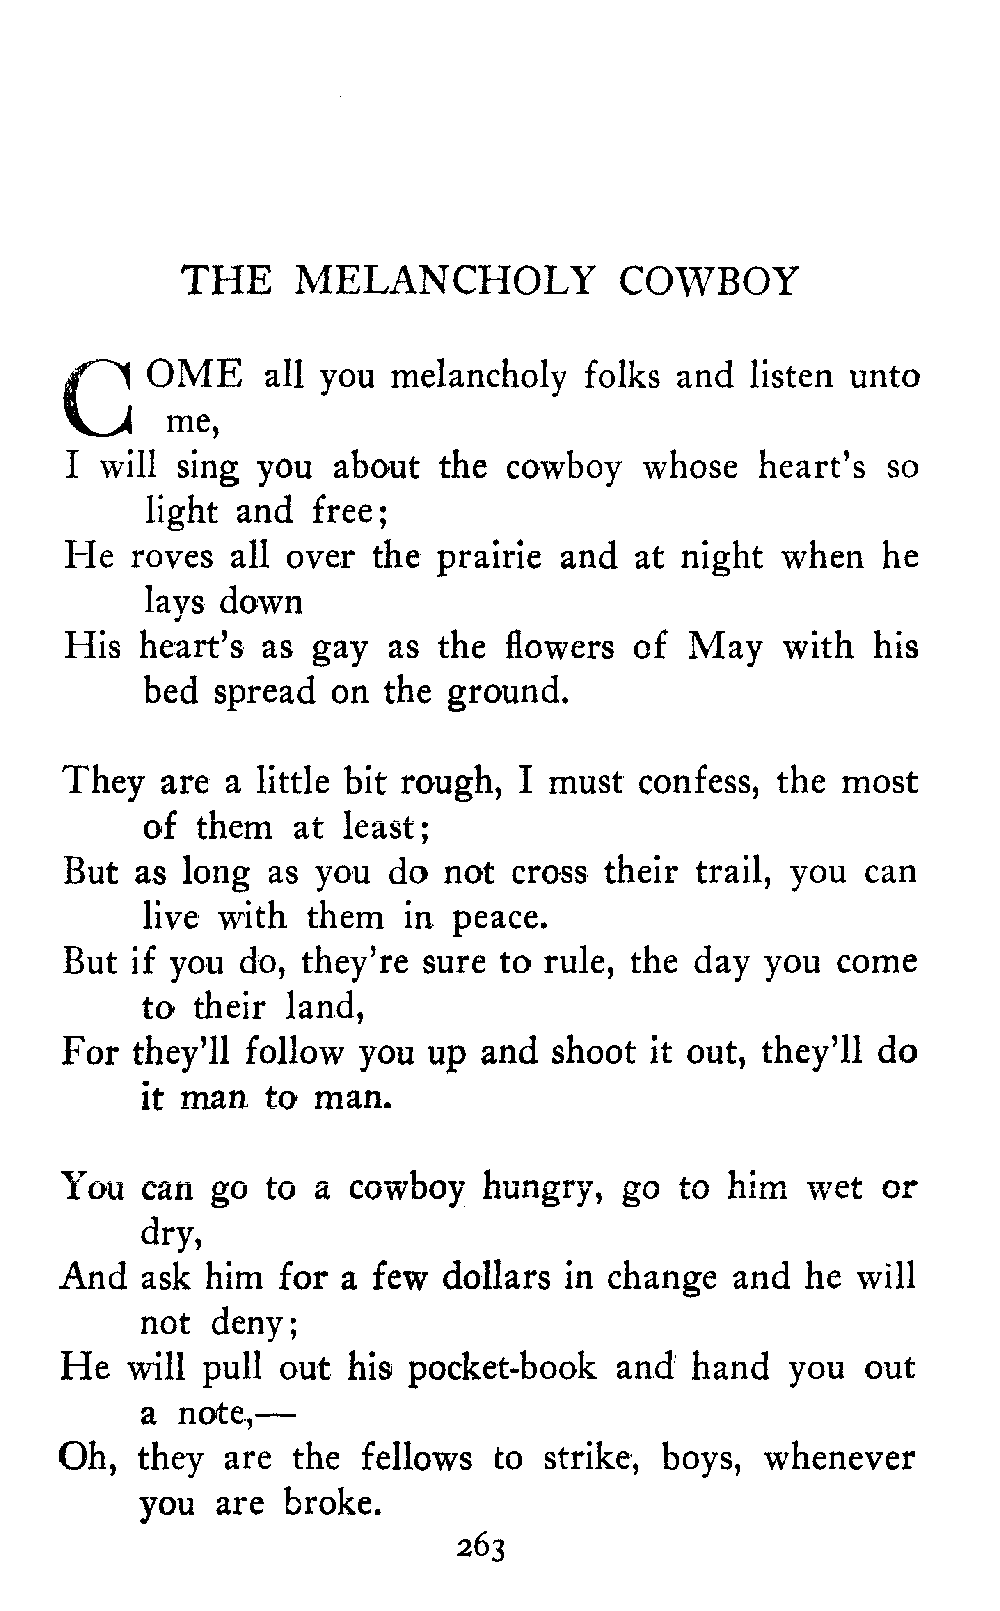 THE MELANCHOLY COWBOY
COME all you melancholy folks and listen unto
me,
I will sing you about the cowboy whose heart's so
light and free;
He roves all over the prairie and at night when he
lays down
His heart's as gay as the flowers of May with his
bed spread on the ground.
They are a little bit rough, I must confess, the most
of them at least;
But as long as you do not cross their trail, you can
live with them in peace.
But if you do, they're sure to rule, the day you come
to their land,
For they'll follow you up and shoot it out, they'll do
it man to man.
You can go to a cowboy hungry, go to him wet or
dry,
And ask him for a few dollars in change and he will
not deny;
He will pull out his pocket-book and hand you out
a note,—
Oh, they are the fellows to strike, boys, whenever
you are broke.
263